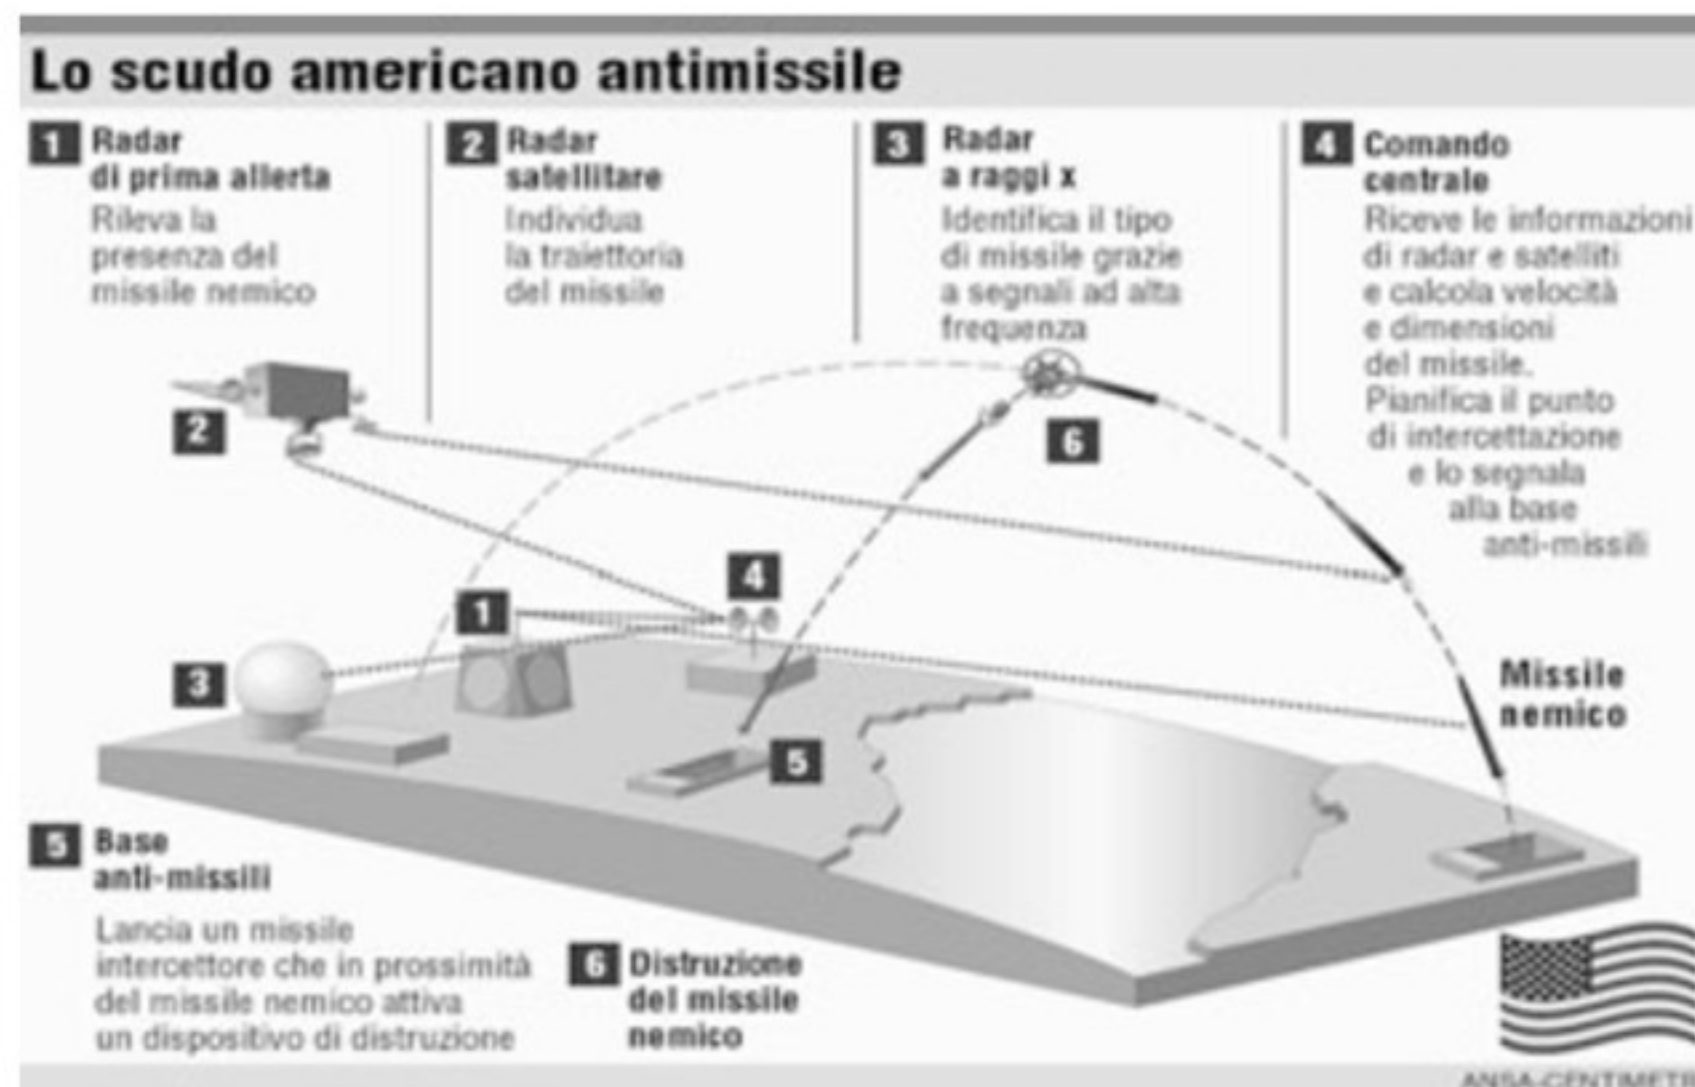 Lo scudo americano antimissile
1 Radar
di prima allerta
Rileva la
presenza del
missile nemico
2 Radar
satellitare
Individua
la traiettoria
del missile
3 Radar
a raggi x
Identifica il tipo
di missile grazie
a segnali ad alta
frequenza
4 Comando
centrale
Riceve le informazioni
di radar e satelliti
e calcola velocità
e dimensioni
del missile.
Pianifica il punto
di intercettazione
e lo segnala
alla base
anti-missili
2
6
4
1
3
Missile
nemico
5
5 Base
anti-missili
Lancia un missile
intercettore che in prossimità
del missile nemico attiva
un dispositivo di distruzione
6 Distruzione
del missile
nemico
ANSA-CENTIMETR